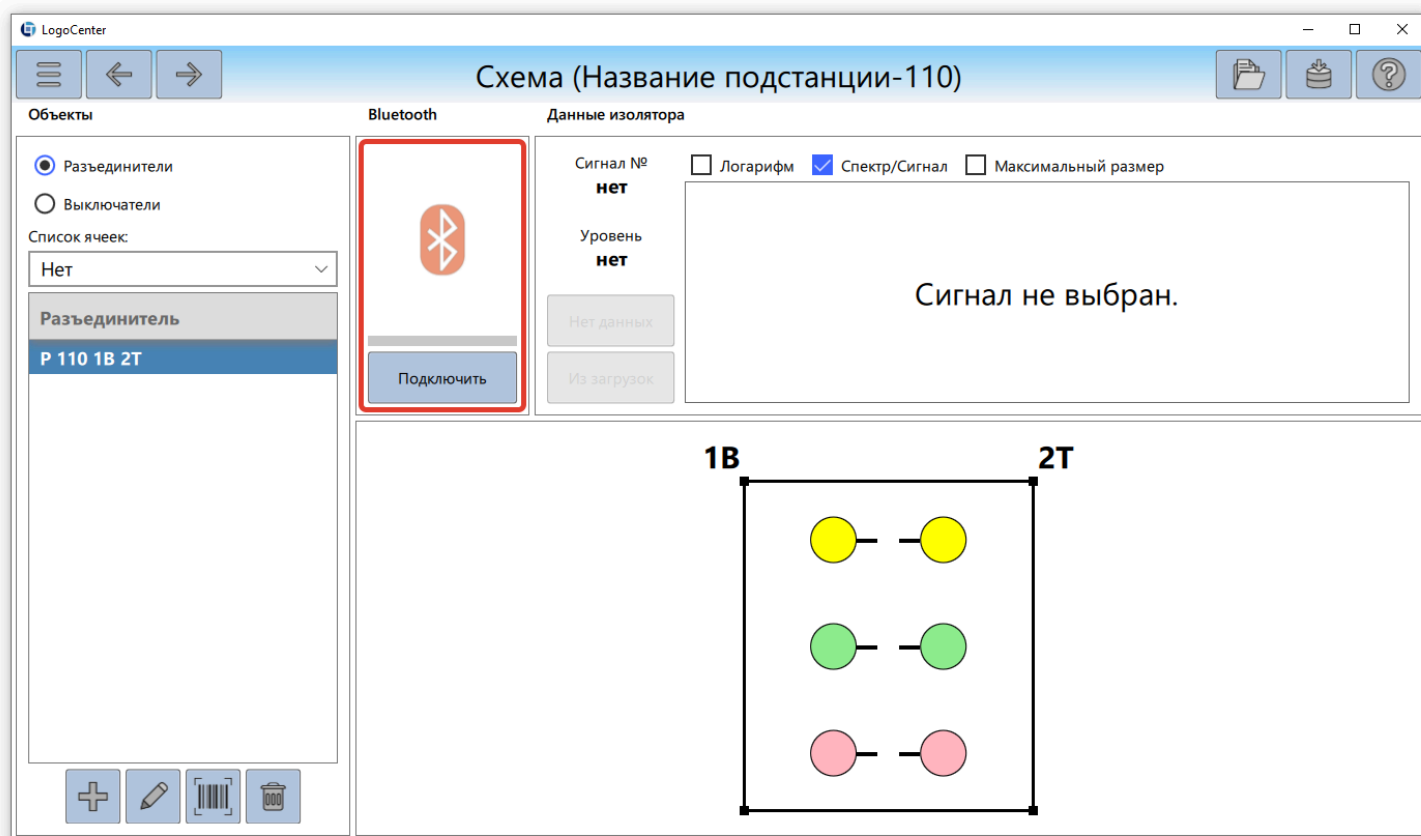 LogoCenter
Схема (Название подстанции-110)
Объекты
Bluetooth
Данные изолятора
Разъединители
Выключатели
Список ячеек:
Нет
Разъединитель
Р 110 1В 2Т
Подключить
Сигнал №
нет
Уровень
нет
Нет данных
Из загрузок
Логарифм
Спектр/Сигнал
Максимальный размер
Сигнал не выбран.
1В
2Т